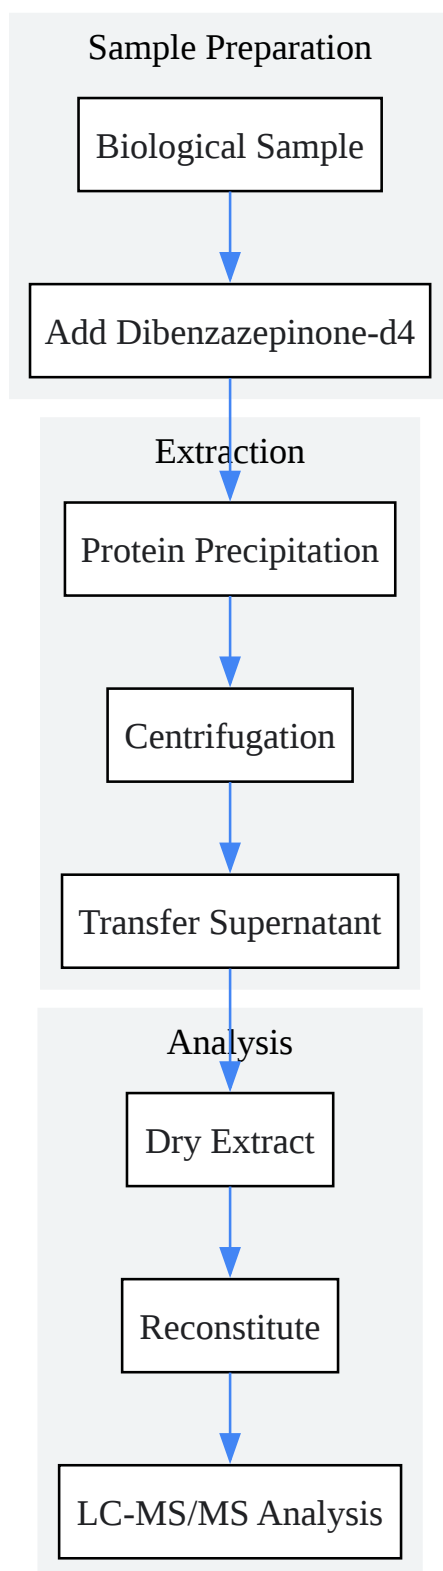 Sample Preparation
Biological Sample
Add Dibenzazepinone-d4
Extraction
Protein Precipitation
Centrifugation
Transfer Supernatant
Analysis
Dry Extract
Reconstitute
LC-MS/MS Analysis